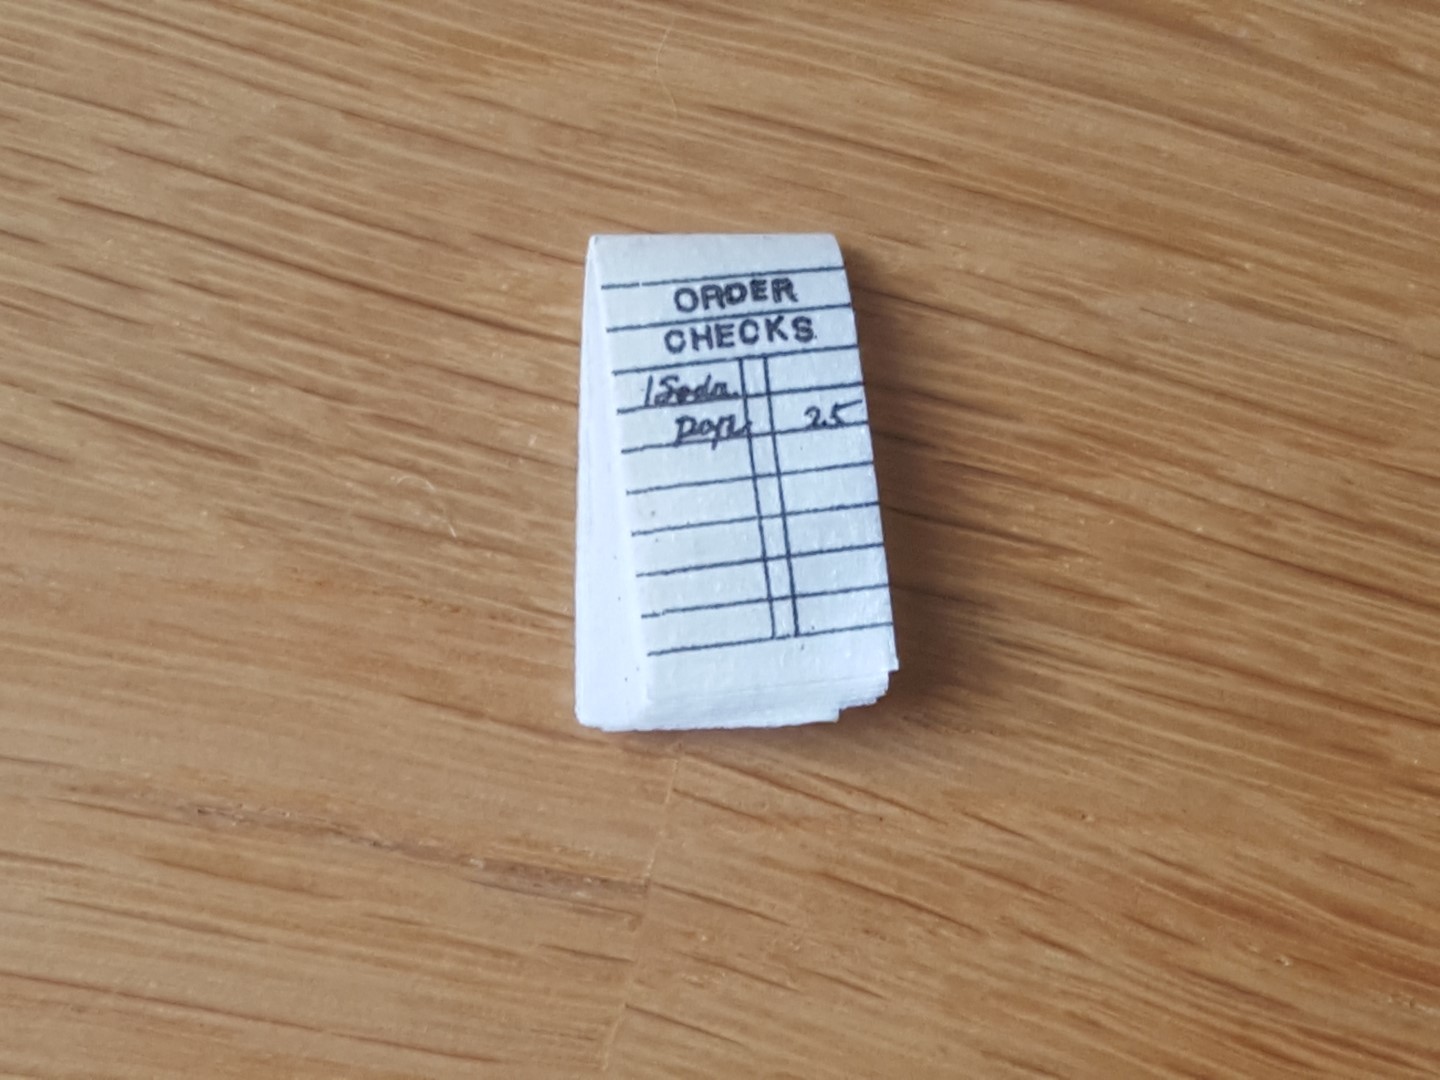 ORDER
CHECKS
1 Soda
Pop 25